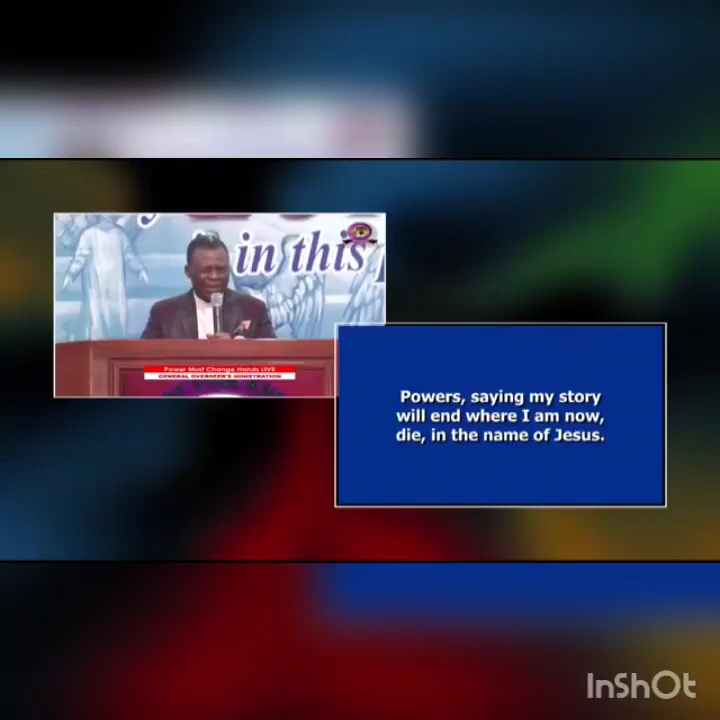 in this
Power Must Change Hands LIVE
GENERAL OVERSEER'S MINISTRATION
Powers, saying my story
will end where I am now,
die, in the name of Jesus.
InShOt